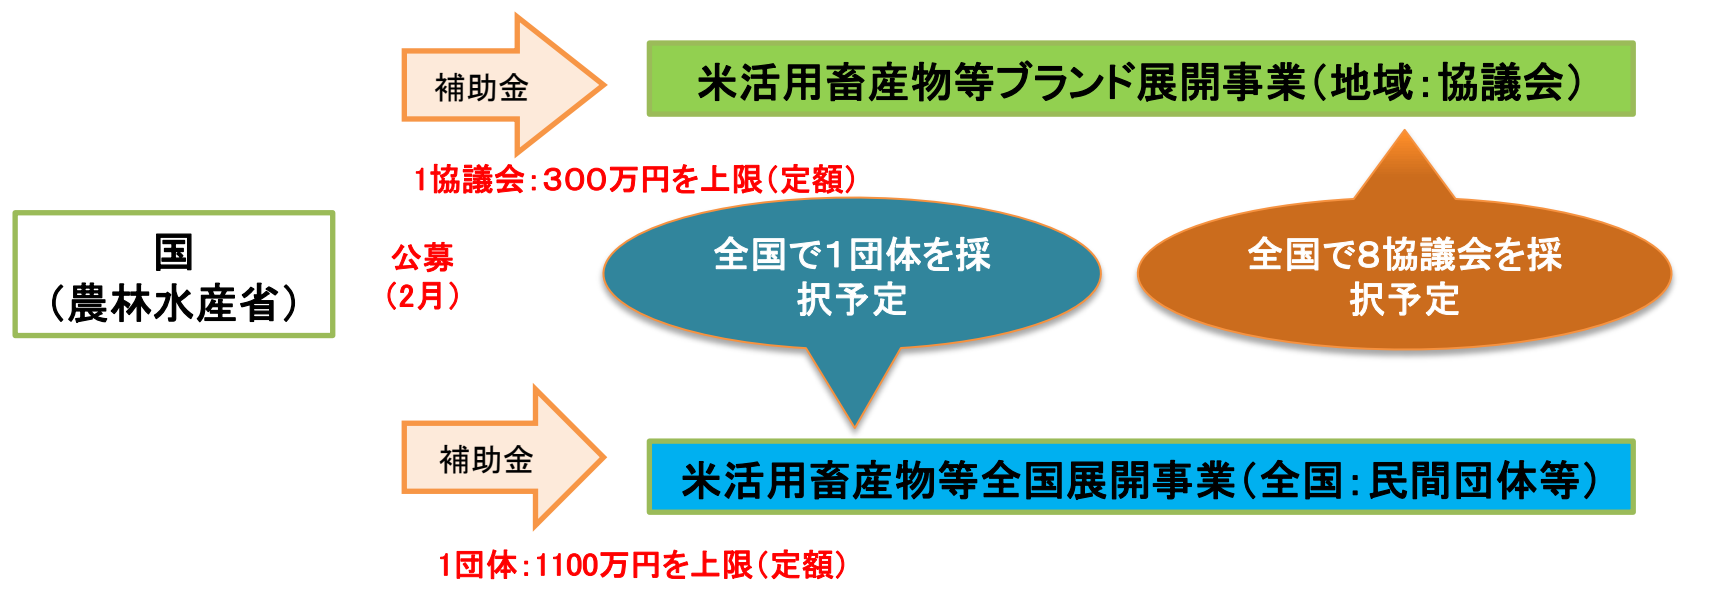 補助金
米活用畜産物等ブランド展開事業（地域：協議会）
1協議会：３００万円を上限（定額）
国
（農林水産省）
公募
（2月）
全国で１団体を採
択予定
全国で８協議会を採
択予定
補助金
米活用畜産物等全国展開事業（全国：民間団体等）
1団体：1100万円を上限（定額）